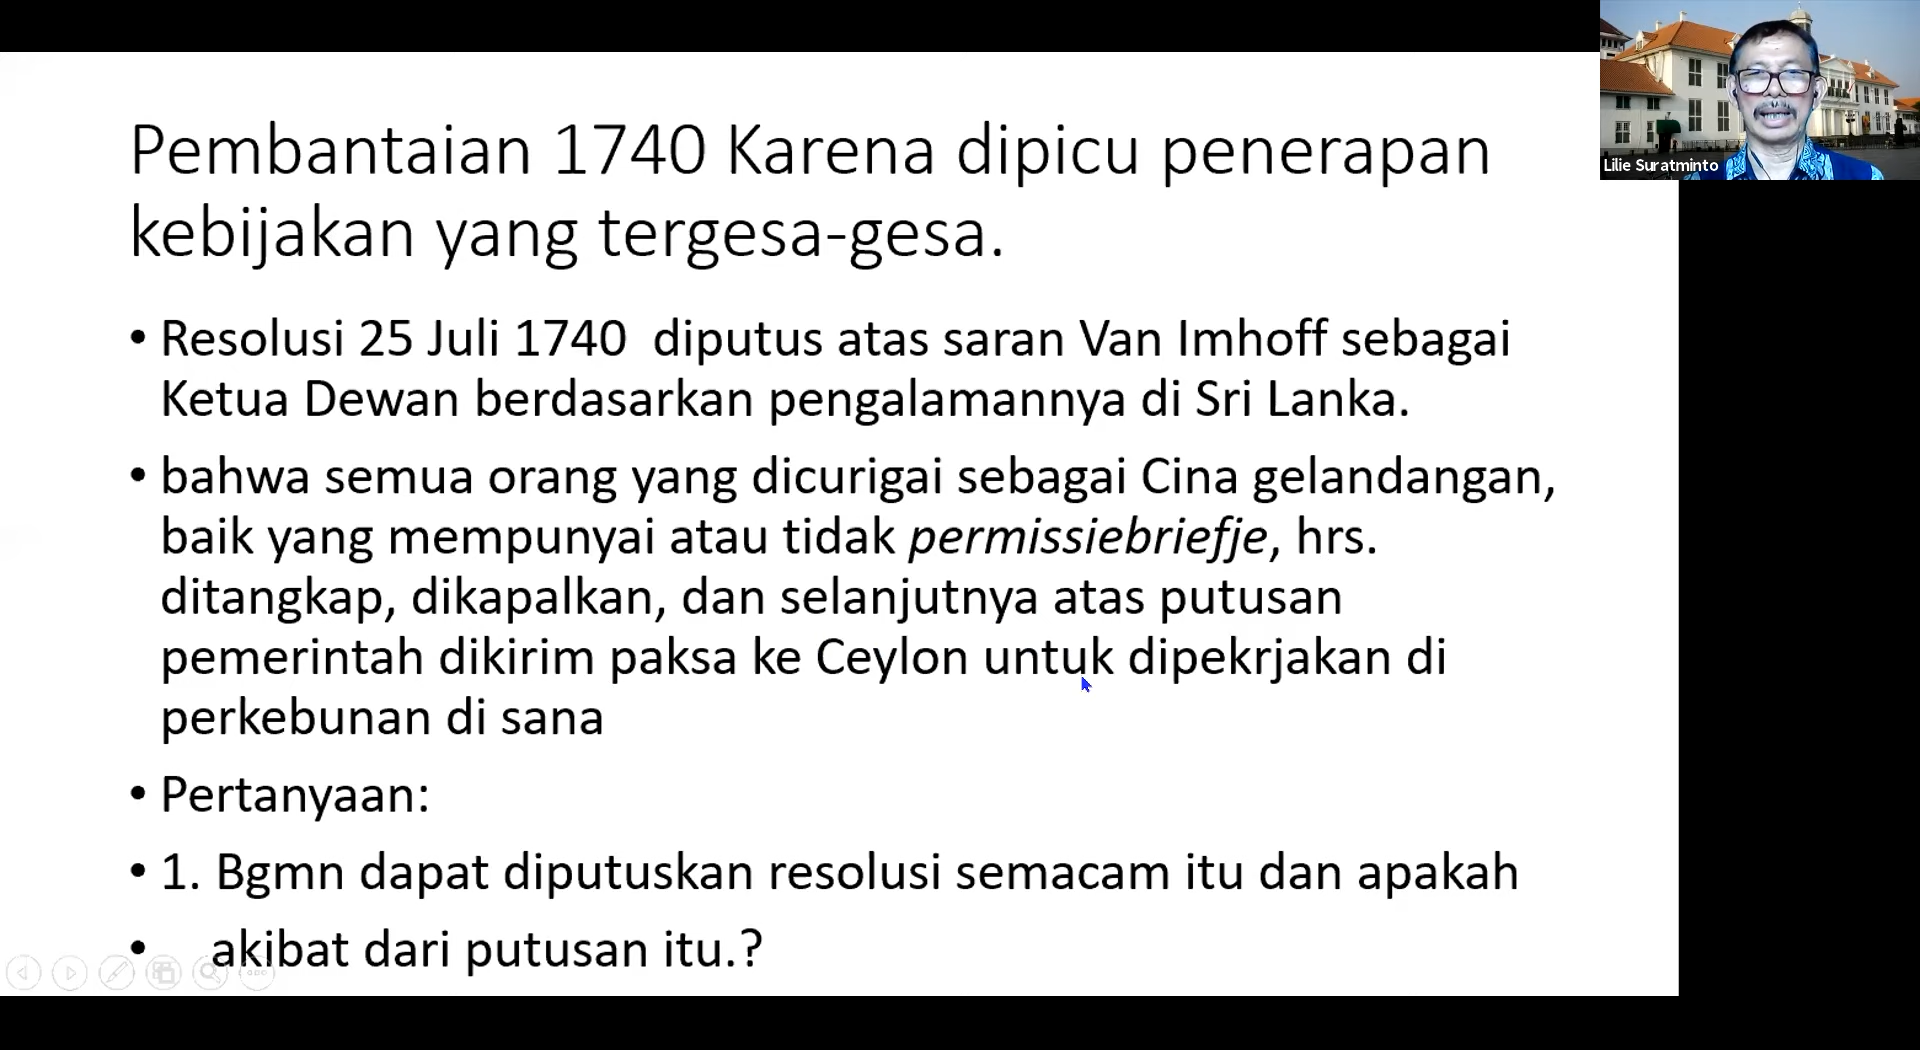 Lilie Suratminto
Pembantaian 1740 Karena dipicu penerapan
kebijakan yang tergesa-gesa.
• Resolusi 25 Juli 1740  diputus atas saran Van Imhoff sebagai
Ketua Dewan berdasarkan pengalamannya di Sri Lanka.
• bahwa semua orang yang dicurigai sebagai Cina gelandangan,
baik yang mempunyai atau tidak permissiebriefje, hrs.
ditangkap, dikapalkan, dan selanjutnya atas putusan
pemerintah dikirim paksa ke Ceylon untuk dipekrjakan di
perkebunan di sana
• Pertanyaan:
• 1. Bgmn dapat diputuskan resolusi semacam itu dan apakah
• akibat dari putusan itu.?